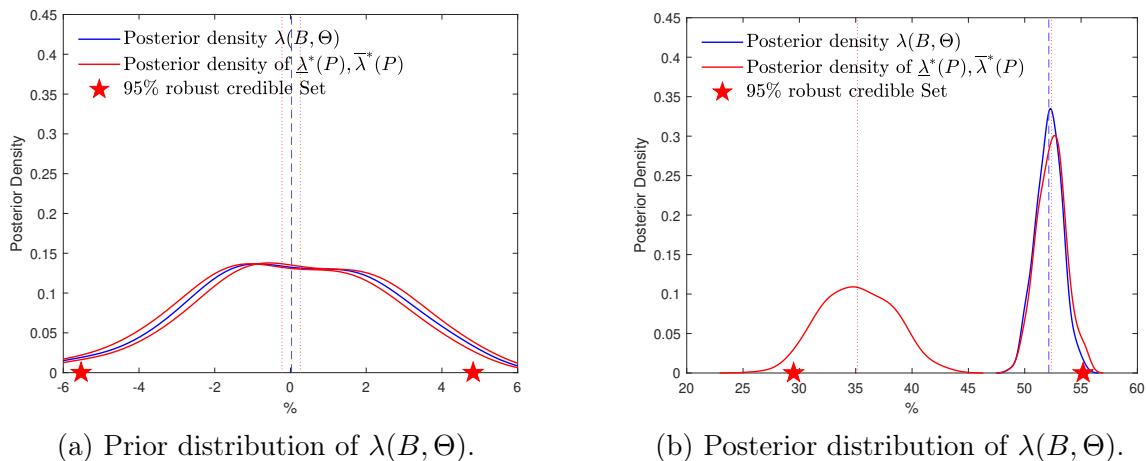 0.45
0.4
0.35
0.3
0.25
0.2
0.15
0.1
0.05
0
Posterior Density
Posterior density λ(B, Θ)
Posterior density of λ̲*(P), λ̅*(P)
95% robust credible Set
-6 -4 -2 0 2 4 6
%
(a) Prior distribution of λ(B, Θ).
0.45
0.4
0.35
0.3
0.25
0.2
0.15
0.1
0.05
0
Posterior Density
Posterior density λ(B, Θ)
Posterior density of λ̲*(P), λ̅*(P)
95% robust credible Set
20 25 30 35 40 45 50 55 60
%
(b) Posterior distribution of λ(B, Θ).